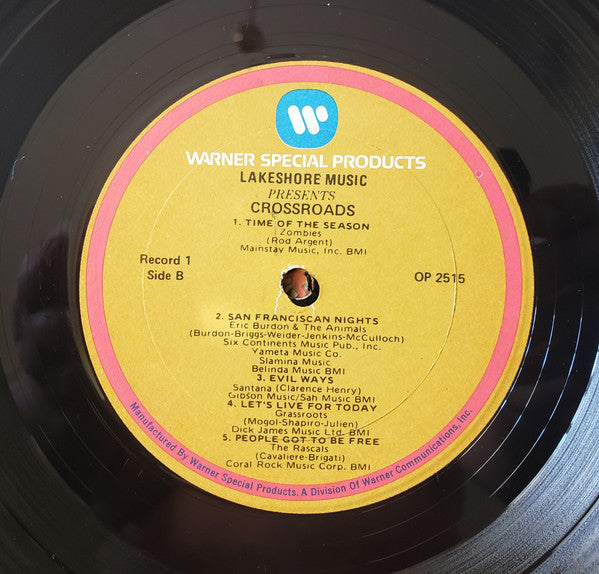 WARNER SPECIAL PRODUCTS
LAKESHORE MUSIC
PRESENTS
CROSSROADS
1. TIME OF THE SEASON
Zombies
(Rod Argent)
Mainstay Music, Inc. BMI
Record 1
Side B
OP 2515
2. SAN FRANCISCAN NIGHTS
Eric Burdon & The Animals
(Burdon-Briggs-Weider-Jenkins-McCulloch)
Six Continents Music Pub., Inc.
Yameta Music Co.
Slamina Music
Belinda Music BMI
3. EVIL WAYS
Santana (Clarence Henry)
Gibson Music/Sah Music BMI
4. LET'S LIVE FOR TODAY
Grassroots
(Mogol-Shapiro-Julien)
Dick James Music Ltd. BMI
5. PEOPLE GOT TO BE FREE
The Rascals
(Cavaliere-Brigati)
Coral Rock Music Corp. BMI
Manufactured By Warner Special Products. A Division Of Warner Communications, Inc.